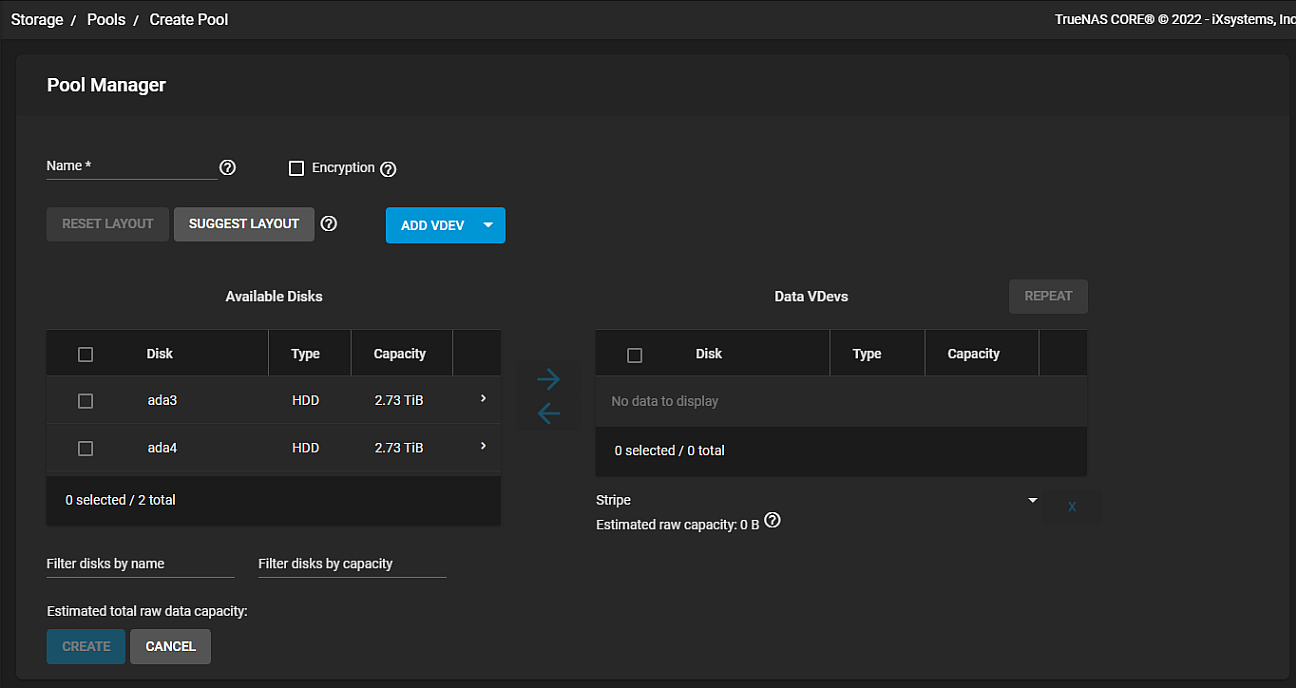 Storage / Pools / Create Pool
TrueNAS CORE® © 2022 - iXsystems, Inc
Pool Manager
Name *
Encryption
RESET LAYOUT
SUGGEST LAYOUT
ADD VDEV
Available Disks
Disk Type Capacity
ada3 HDD 2.73 TiB
ada4 HDD 2.73 TiB
0 selected / 2 total
Filter disks by name
Filter disks by capacity
Data VDevs
REPEAT
Disk Type Capacity
No data to display
0 selected / 0 total
Stripe
X
Estimated raw capacity: 0 B
Estimated total raw data capacity:
CREATE
CANCEL